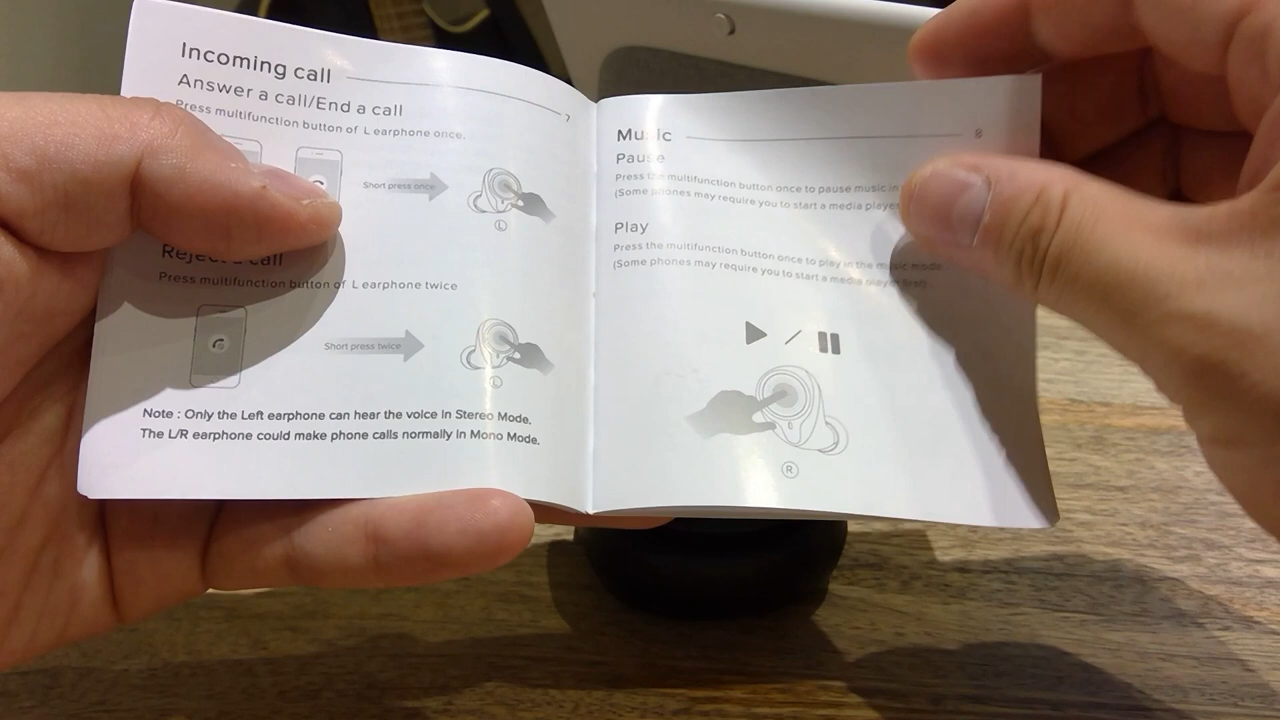 Incoming call
7
Answer a call/End a call
Press multifunction button of L earphone once.
Short press once
L
Reject a call
Press multifunction button of L earphone twice
Short press twice
L
Note : Only the Left earphone can hear the voice in Stereo Mode.
The L/R earphone could make phone calls normally in Mono Mode.
Music
8
Pause
Press the multifunction button once to pause music in
(Some phones may require you to start a media player
Play
Press the multifunction button once to play in the music mode.
(Some phones may require you to start a media player first)
R